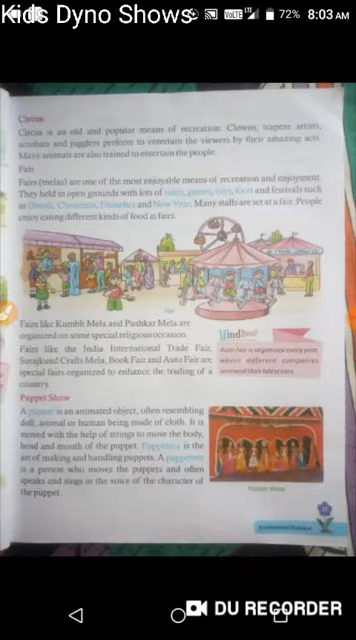 Kids Dyno Shows
VoLTE LTE 72% 8:03 AM
Circus
Circus is an old and popular means of recreation. Clowns, trapeze artists,
acrobats and jugglers perform to entertain the viewers by their amazing acts.
Many animals are also trained to entertain the people.
Fair
Fairs (melas) are one of the most enjoyable means of recreation and enjoyment.
They held in open grounds with lots of rides, games, toys, food and festivals such
as Diwali, Christmas, Dussehra and New Year. Many stalls are set at a fair. People
enjoy eating different kinds of food at fairs.
Fair
Fairs like Kumbh Mela and Pushkar Mela are
organized on some special religious occasion.
Fairs like the India International Trade Fair,
Surajkund Crafts Mela, Book Fair and Auto Fair are
special fairs organized to enhance the trading of a
country.
Auto Fair is organised every year,
where different companies
unreveal their latest cars.
Puppet Show
A puppet is an animated object, often resembling
doll, animal or human being made of cloth. It is
moved with the help of strings to move the body,
head and mouth of the puppet. Puppetry is the
art of making and handling puppets. A puppeteer
is a person who moves the puppets and often
speaks and sings in the voice of the character of
the puppet.
Puppet show
DU RECORDER